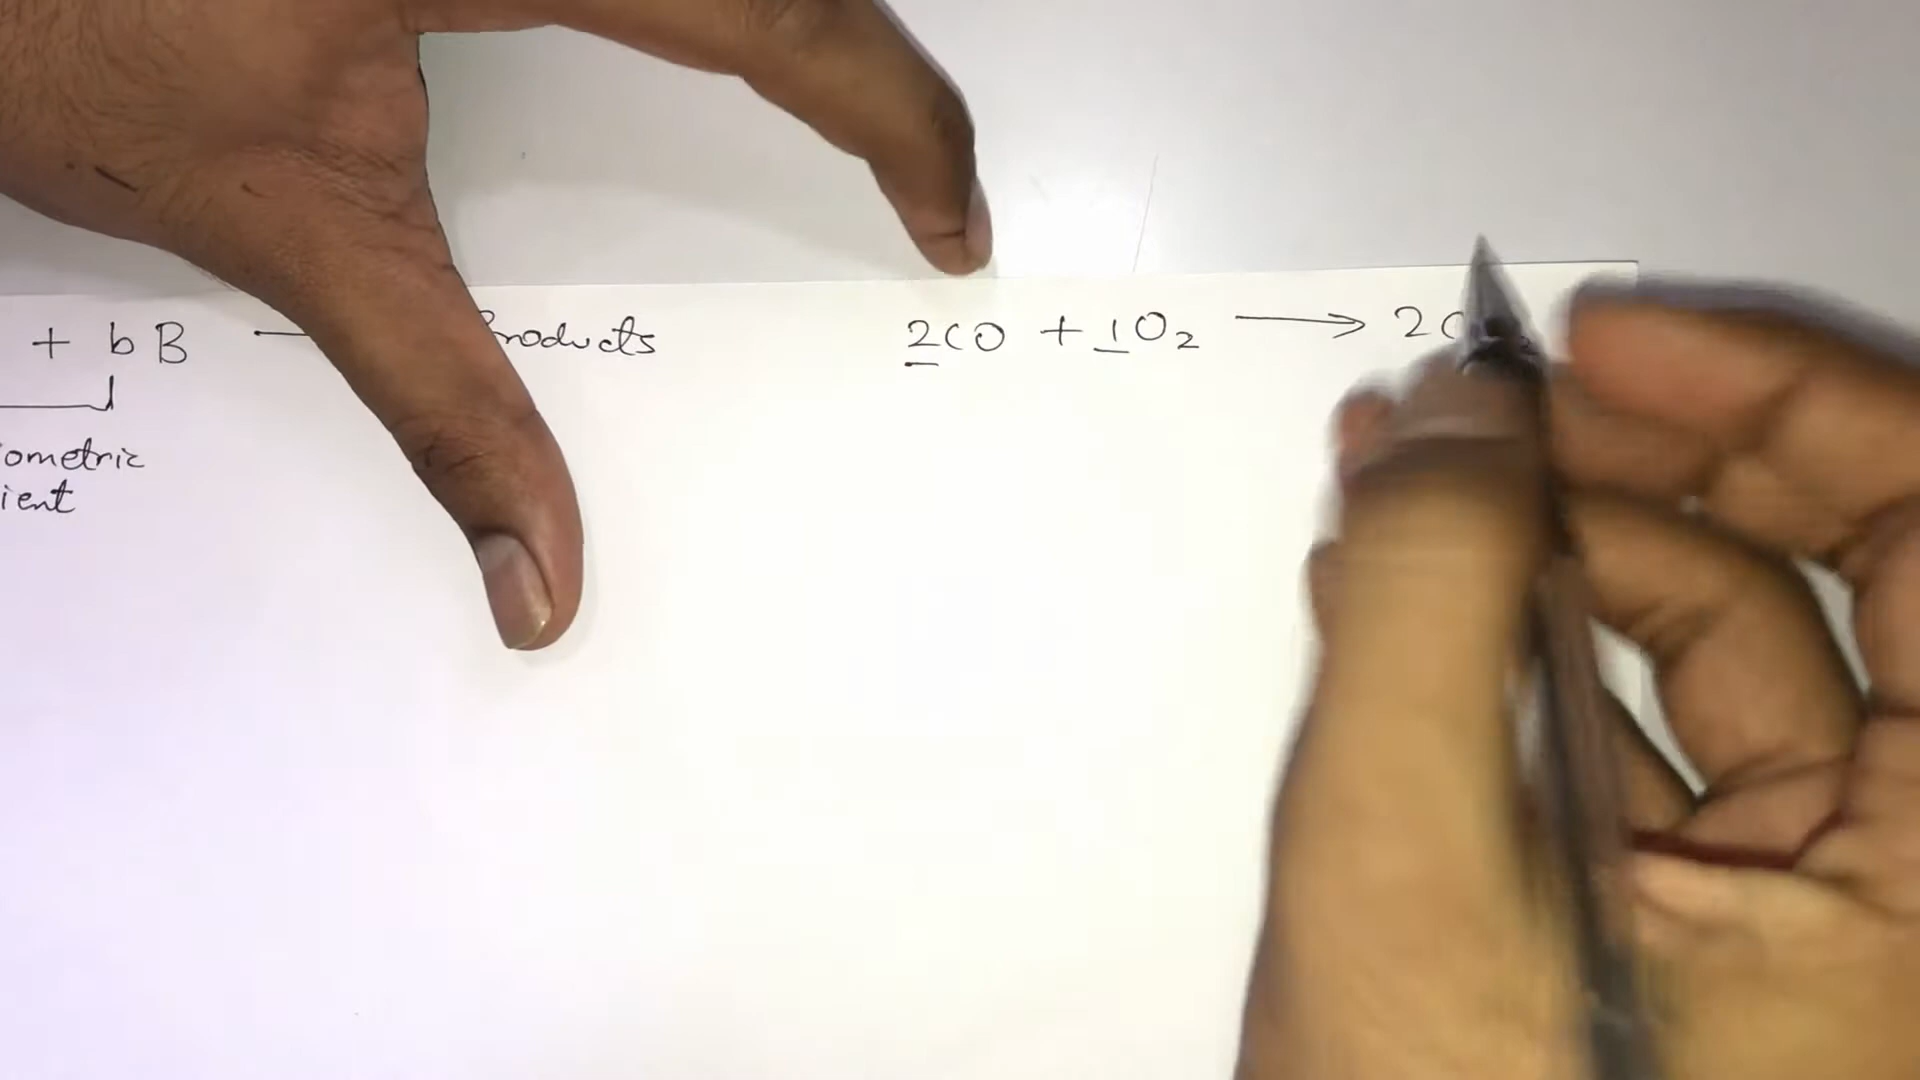 + b B — roducts 2CO + 1O₂ ⟶ 2C
ometric
ient